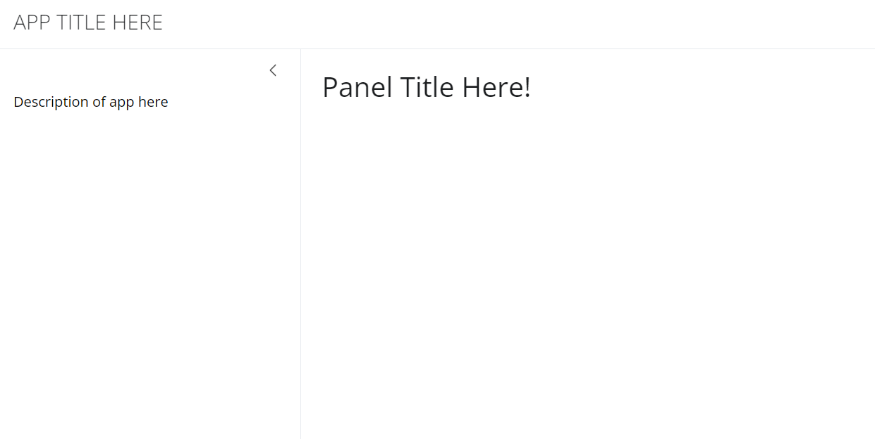 APP TITLE HERE
Description of app here
Panel Title Here!